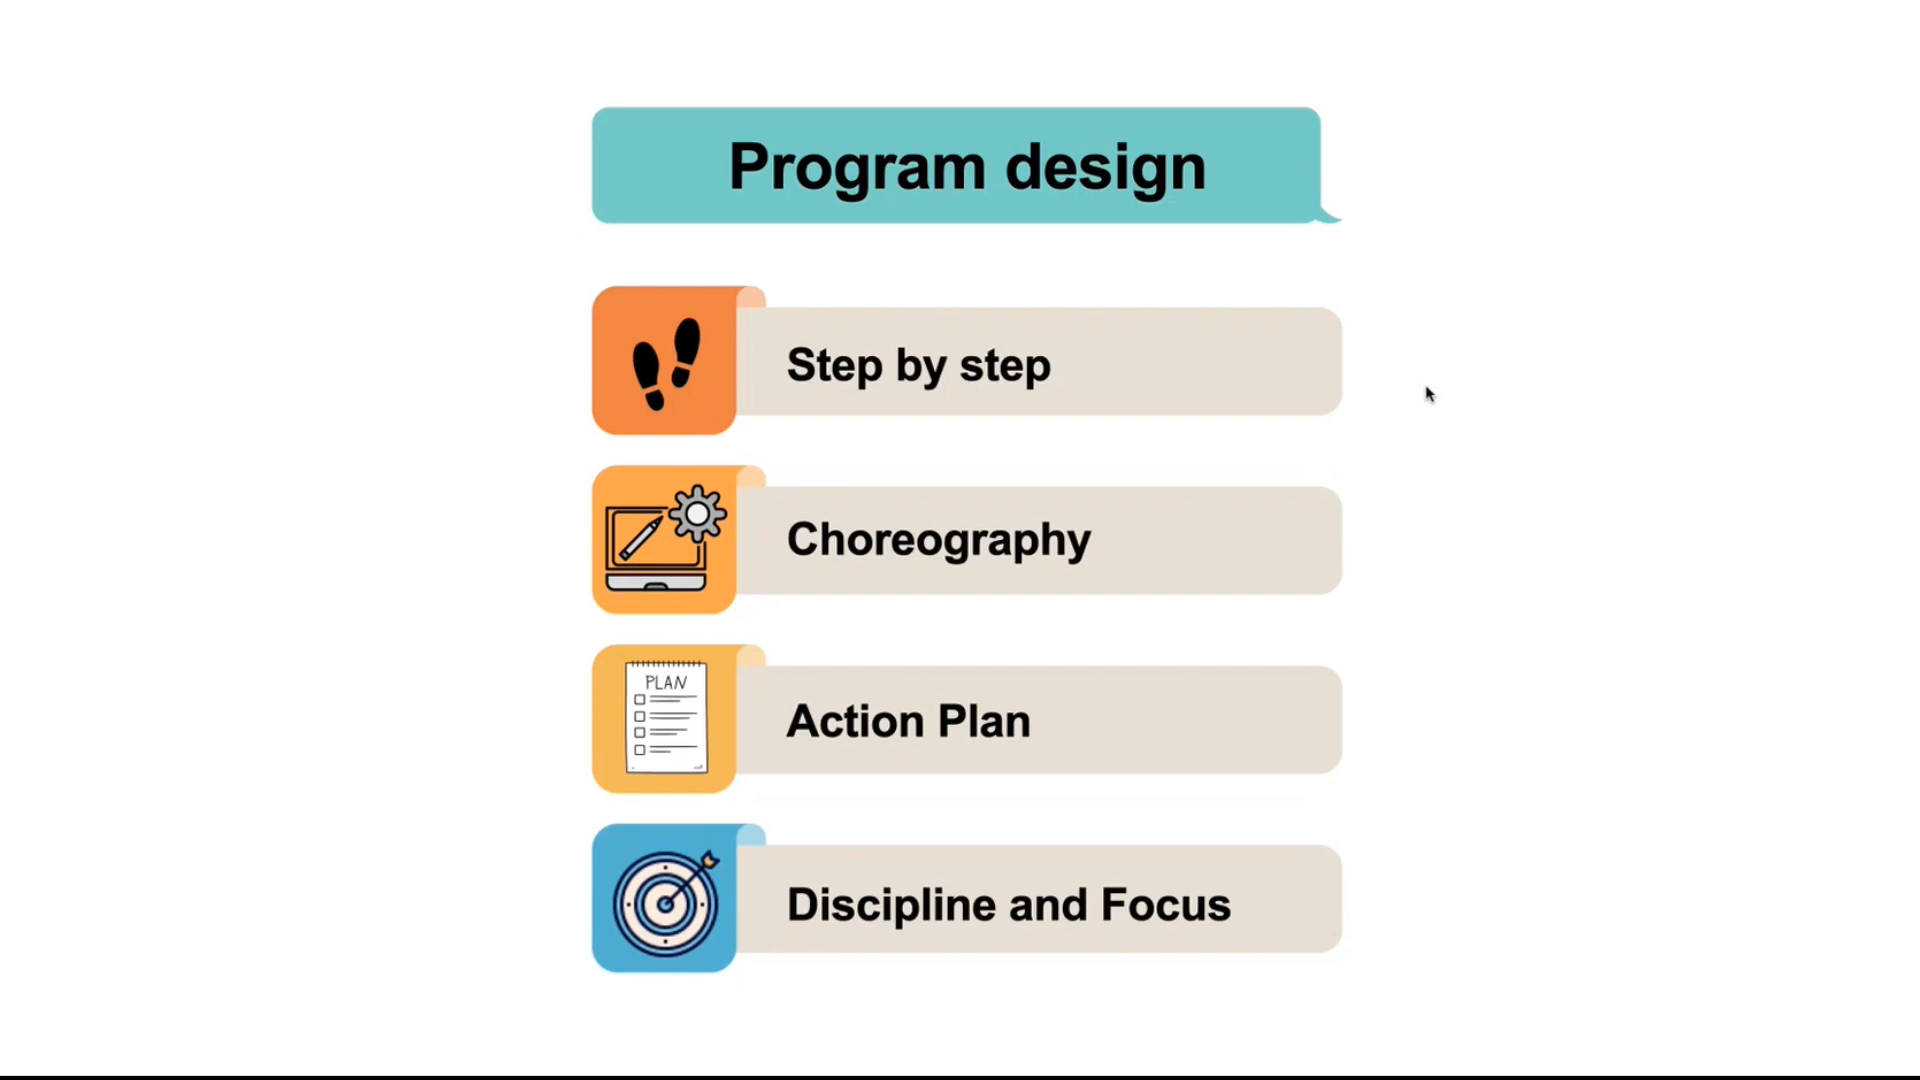 Program design
Step by step
Choreography
PLAN
Action Plan
Discipline and Focus